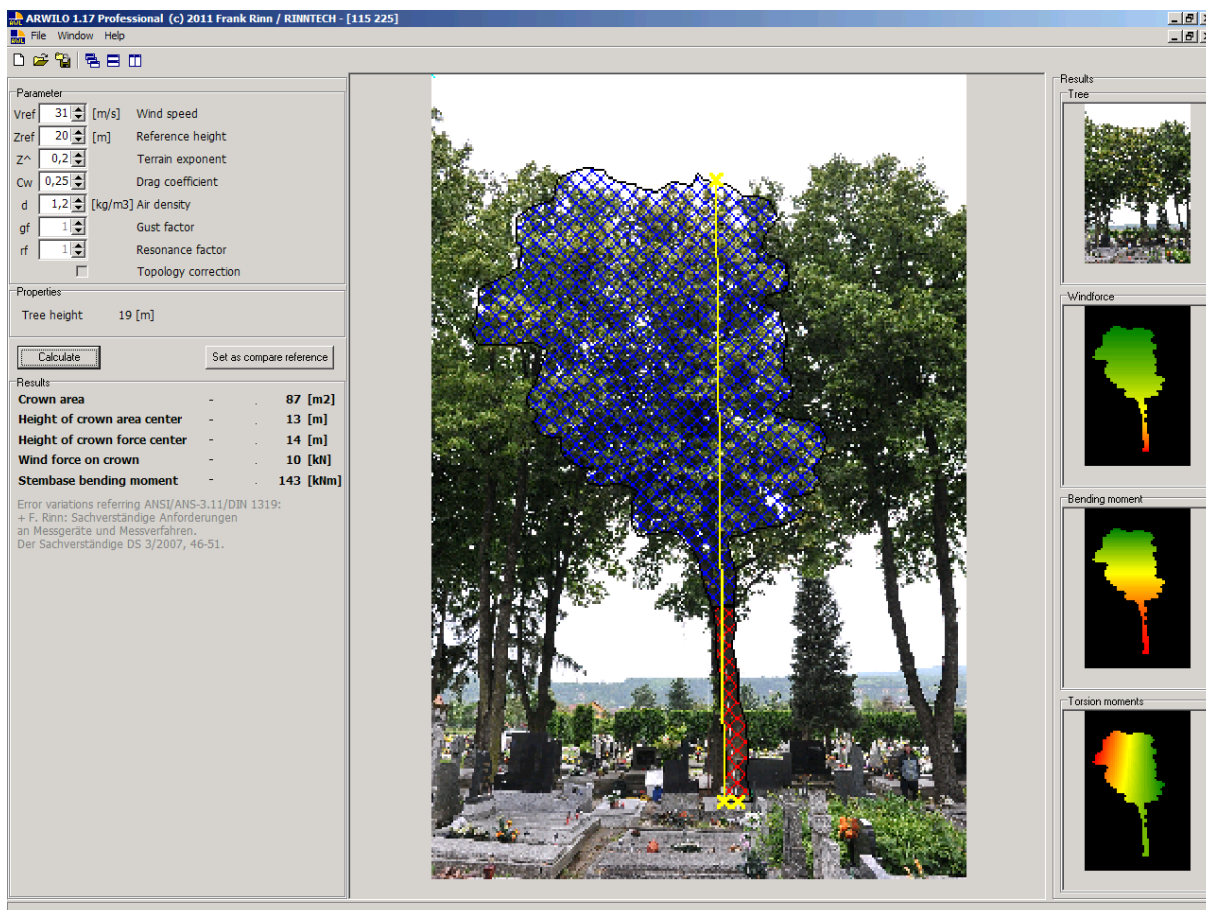 ARWILO 1.17 Professional (c) 2011 Frank Rinn / RINNTECH - [115 225]
File Window Help
Parameter
Vref 31 [m/s] Wind speed
Zref 20 [m] Reference height
Z^ 0,2 Terrain exponent
Cw 0,25 Drag coefficient
d 1,2 [kg/m3] Air density
gf 1 Gust factor
rf 1 Resonance factor
Topology correction
Properties
Tree height 19 [m]
Calculate Set as compare reference
Results
Crown area - . 87 [m2]
Height of crown area center - . 13 [m]
Height of crown force center - . 14 [m]
Wind force on crown - . 10 [kN]
Stembase bending moment - . 143 [kNm]
Error variations referring ANSI/ANS-3.11/DIN 1319:
+ F. Rinn: Sachverständige Anforderungen
an Messgeräte und Messverfahren.
Der Sachverständige DS 3/2007, 46-51.
Results
Tree
Windforce
Bending moment
Torsion moments